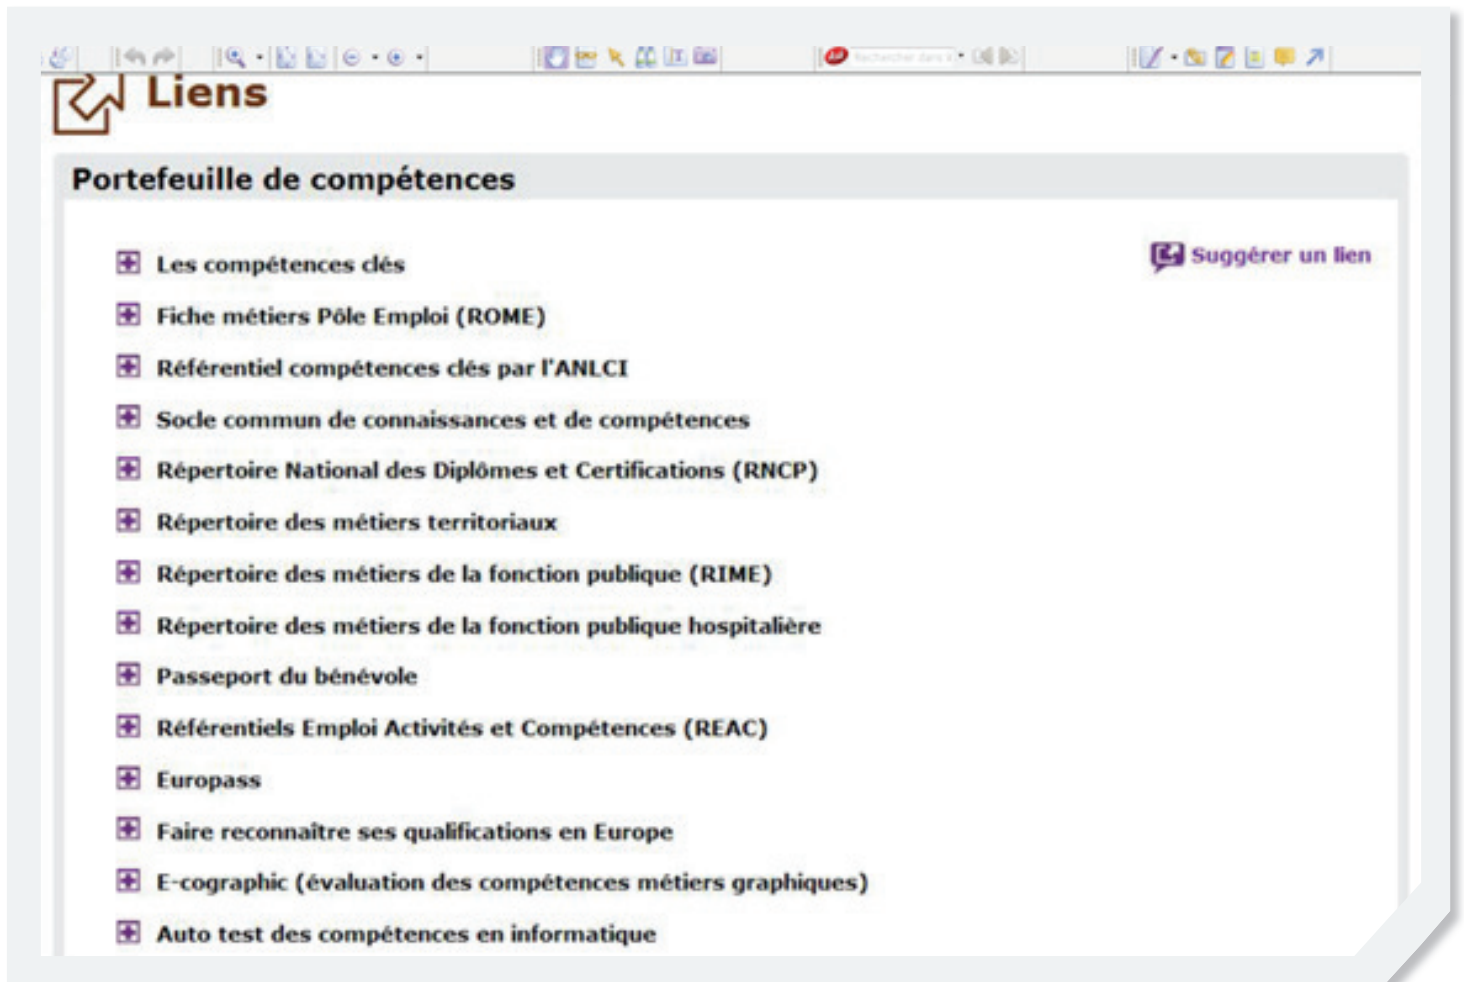 Rechercher dans
Liens
Portefeuille de compétences
Suggérer un lien
Les compétences clés
Fiche métiers Pôle Emploi (ROME)
Référentiel compétences clés par l'ANLCI
Socle commun de connaissances et de compétences
Répertoire National des Diplômes et Certifications (RNCP)
Répertoire des métiers territoriaux
Répertoire des métiers de la fonction publique (RIME)
Répertoire des métiers de la fonction publique hospitalière
Passeport du bénévole
Référentiels Emploi Activités et Compétences (REAC)
Europass
Faire reconnaître ses qualifications en Europe
E-cographic (évaluation des compétences métiers graphiques)
Auto test des compétences en informatique